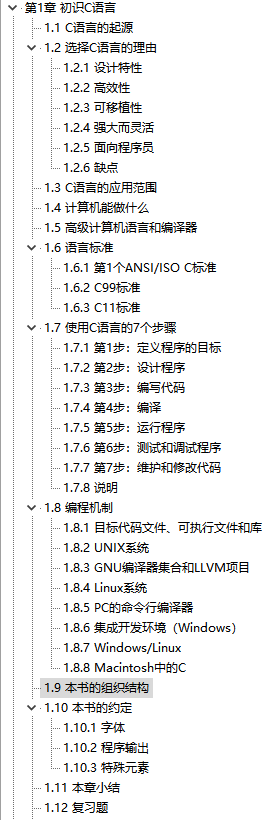 第1章 初识C语言
1.1 C语言的起源
1.2 选择C语言的理由
1.2.1 设计特性
1.2.2 高效性
1.2.3 可移植性
1.2.4 强大而灵活
1.2.5 面向程序员
1.2.6 缺点
1.3 C语言的应用范围
1.4 计算机能做什么
1.5 高级计算机语言和编译器
1.6 语言标准
1.6.1 第1个ANSI/ISO C标准
1.6.2 C99标准
1.6.3 C11标准
1.7 使用C语言的7个步骤
1.7.1 第1步：定义程序的目标
1.7.2 第2步：设计程序
1.7.3 第3步：编写代码
1.7.4 第4步：编译
1.7.5 第5步：运行程序
1.7.6 第6步：测试和调试程序
1.7.7 第7步：维护和修改代码
1.7.8 说明
1.8 编程机制
1.8.1 目标代码文件、可执行文件和库
1.8.2 UNIX系统
1.8.3 GNU编译器集合和LLVM项目
1.8.4 Linux系统
1.8.5 PC的命令行编译器
1.8.6 集成开发环境（Windows）
1.8.7 Windows/Linux
1.8.8 Macintosh中的C
1.9 本书的组织结构
1.10 本书的约定
1.10.1 字体
1.10.2 程序输出
1.10.3 特殊元素
1.11 本章小结
1.12 复习题